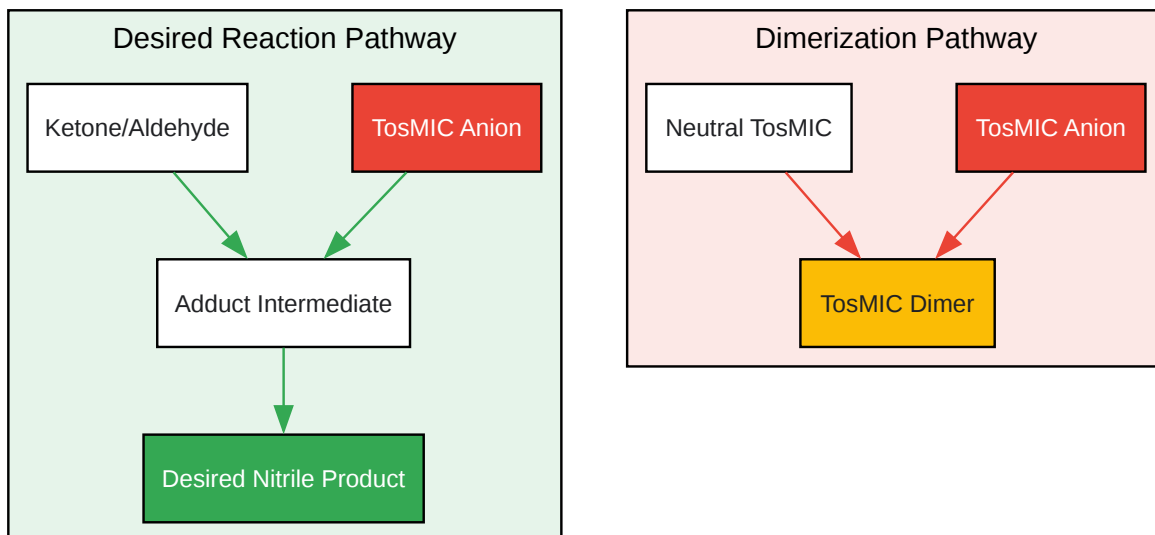 Desired Reaction Pathway
Ketone/Aldehyde
TosMIC Anion
Adduct Intermediate
Desired Nitrile Product
Dimerization Pathway
Neutral TosMIC
TosMIC Anion
TosMIC Dimer